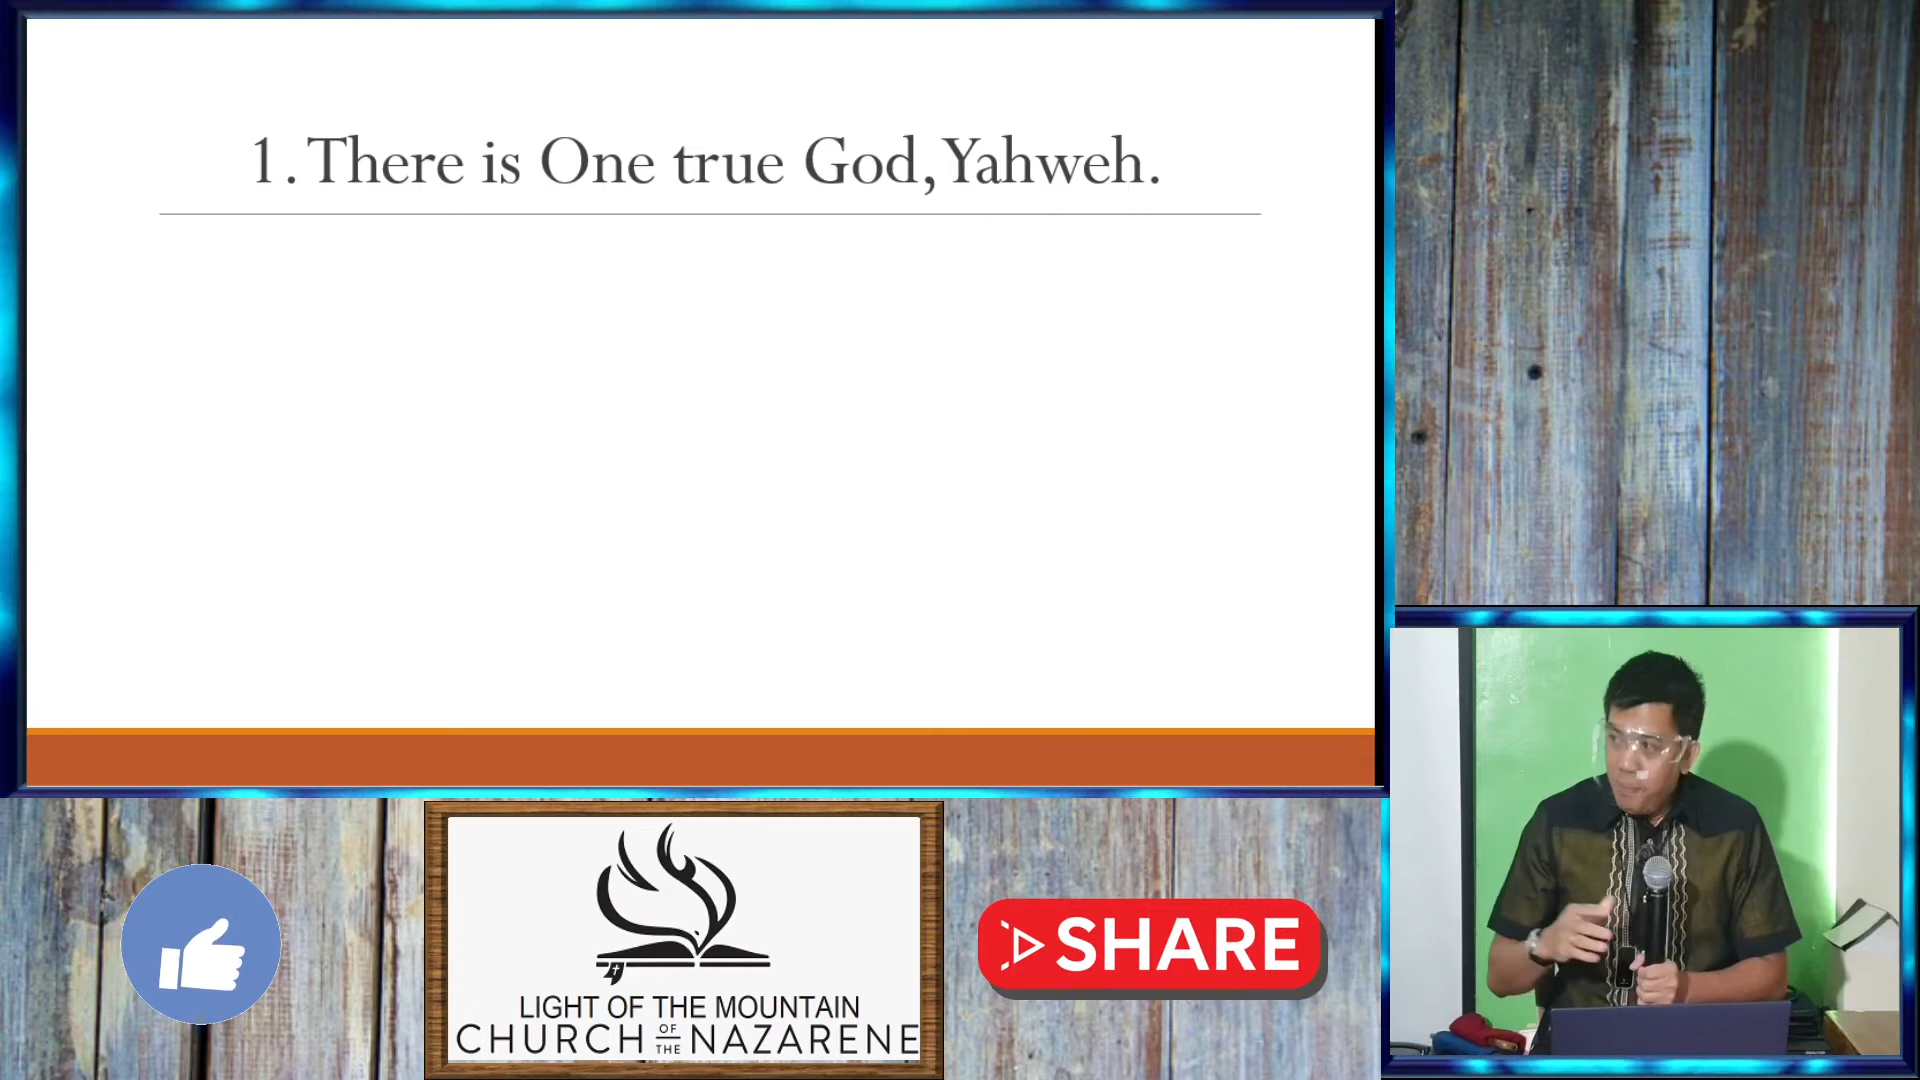 1. There is One true God, Yahweh.
LIGHT OF THE MOUNTAIN
CHURCH OF THE NAZARENE
SHARE